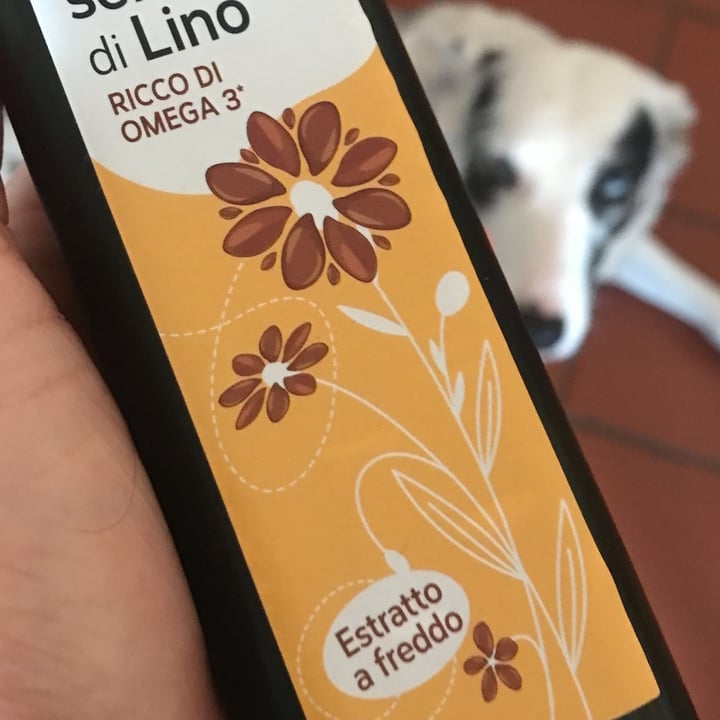 di Lino
RICCO DI
OMEGA 3*
Estratto
a freddo